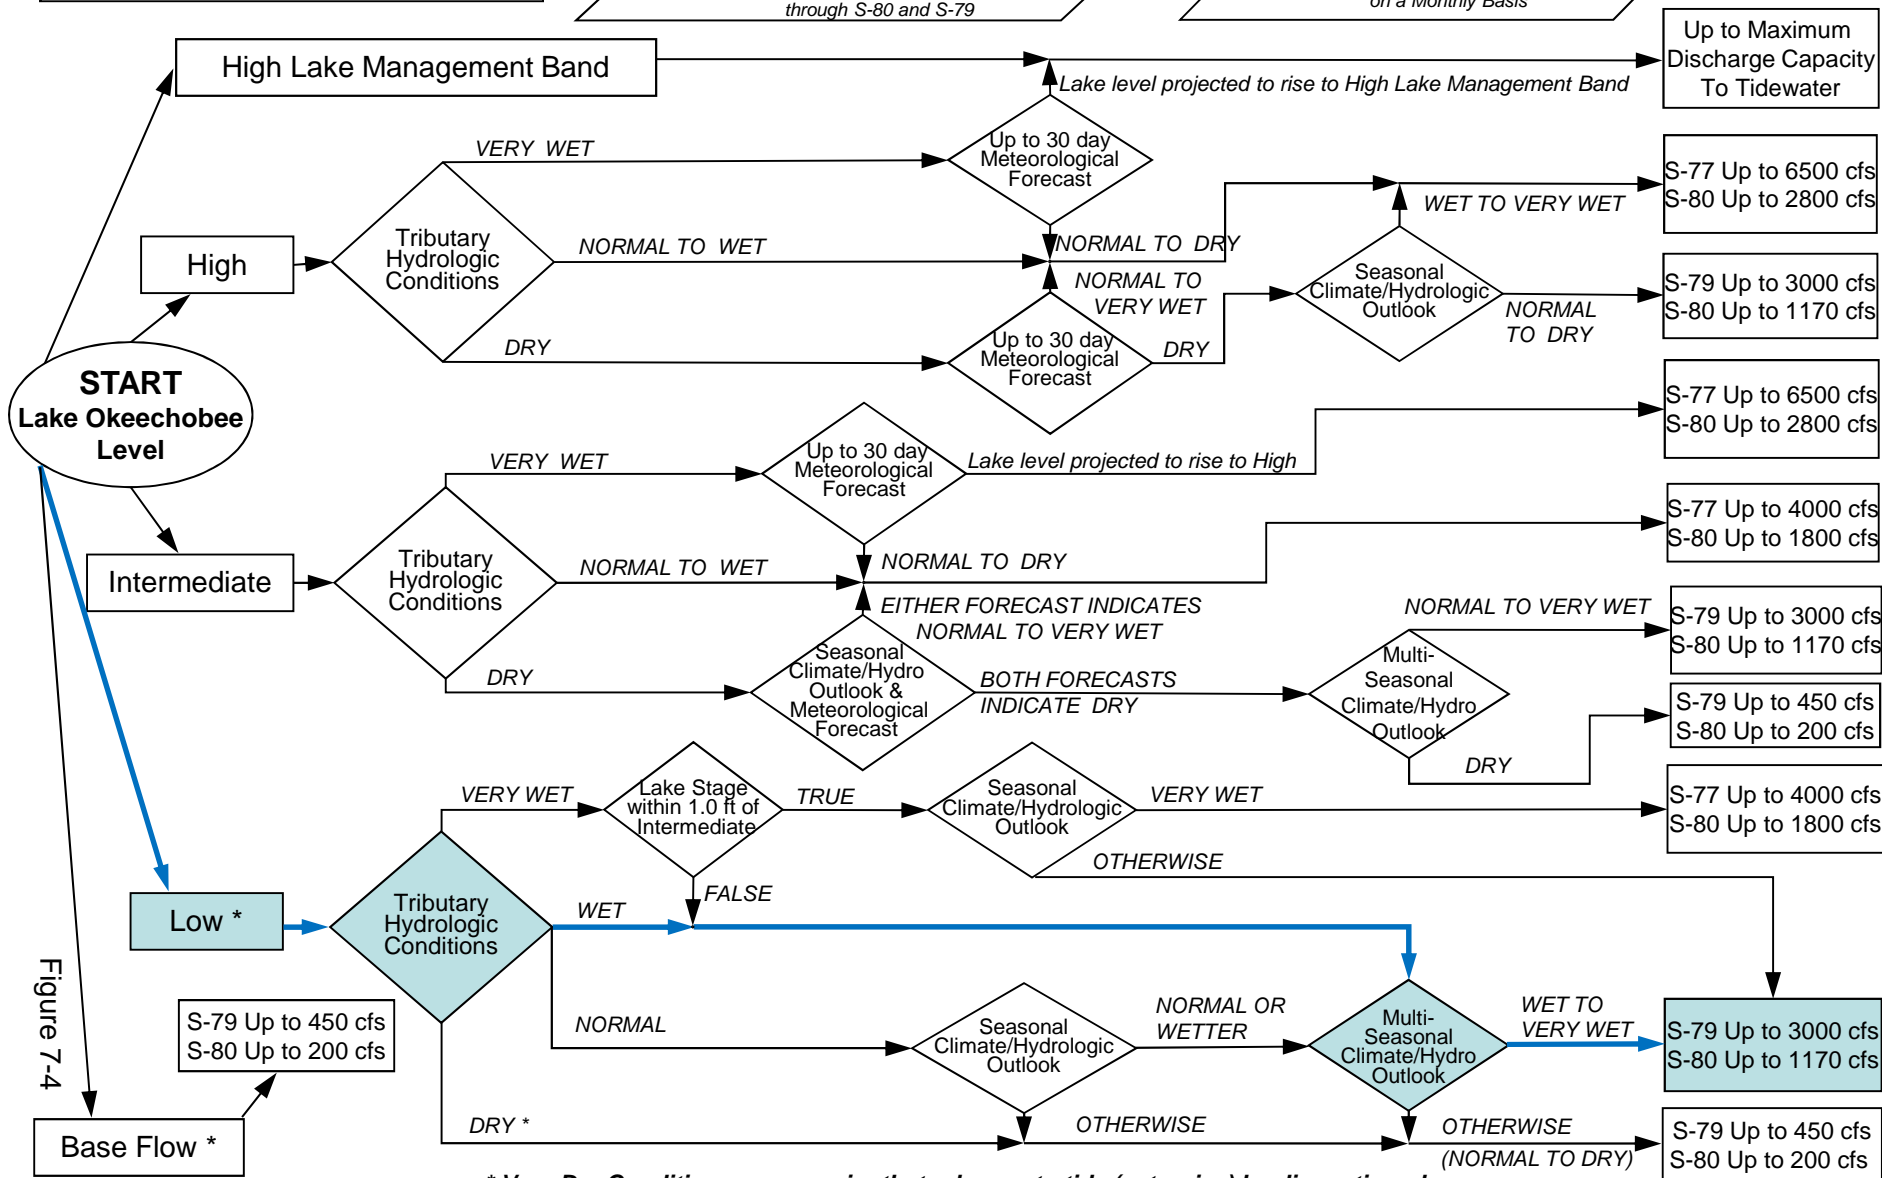 through S-80 and S-79
on a Monthly Basis
High Lake Management Band
Lake level projected to rise to High Lake Management Band
Up to Maximum
Discharge Capacity
To Tidewater
VERY WET
Up to 30 day
Meteorological
Forecast
S-77 Up to 6500 cfs
S-80 Up to 2800 cfs
WET TO VERY WET
High
Tributary
Hydrologic
Conditions
NORMAL TO WET
NORMAL TO DRY
NORMAL TO
VERY WET
Seasonal
Climate/Hydrologic
Outlook
NORMAL
TO DRY
S-79 Up to 3000 cfs
S-80 Up to 1170 cfs
DRY
Up to 30 day
Meteorological
Forecast
DRY
START
Lake Okeechobee
Level
S-77 Up to 6500 cfs
S-80 Up to 2800 cfs
VERY WET
Up to 30 day
Meteorological
Forecast
Lake level projected to rise to High
S-77 Up to 4000 cfs
S-80 Up to 1800 cfs
Intermediate
Tributary
Hydrologic
Conditions
NORMAL TO WET
NORMAL TO DRY
EITHER FORECAST INDICATES
NORMAL TO VERY WET
NORMAL TO VERY WET
S-79 Up to 3000 cfs
S-80 Up to 1170 cfs
DRY
Seasonal
Climate/Hydro
Outlook &
Meteorological
Forecast
BOTH FORECASTS
INDICATE DRY
Multi-
Seasonal
Climate/Hydro
Outlook
DRY
S-79 Up to 450 cfs
S-80 Up to 200 cfs
VERY WET
Lake Stage
within 1.0 ft of
Intermediate
TRUE
FALSE
Seasonal
Climate/Hydrologic
Outlook
VERY WET
OTHERWISE
S-77 Up to 4000 cfs
S-80 Up to 1800 cfs
Low *
Tributary
Hydrologic
Conditions
WET
NORMAL
Seasonal
Climate/Hydrologic
Outlook
NORMAL OR
WETTER
Multi-
Seasonal
Climate/Hydro
Outlook
WET TO
VERY WET
S-79 Up to 3000 cfs
S-80 Up to 1170 cfs
Figure 7-4
S-79 Up to 450 cfs
S-80 Up to 200 cfs
Base Flow *
DRY *
OTHERWISE
OTHERWISE
(NORMAL TO DRY)
S-79 Up to 450 cfs
S-80 Up to 200 cfs